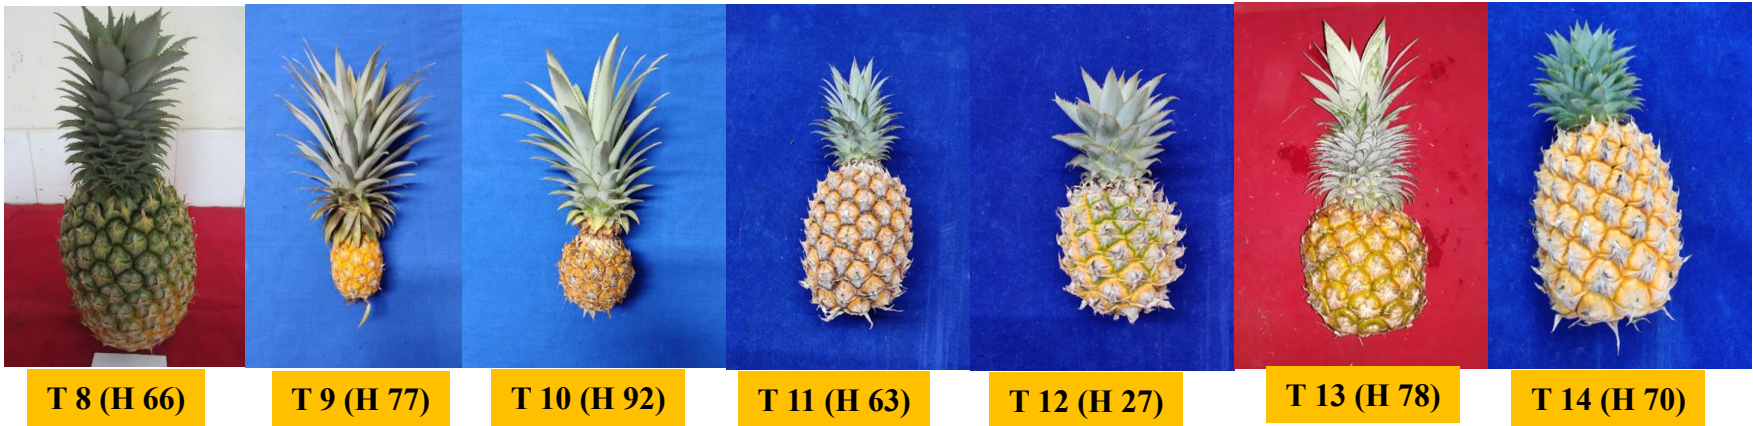 T 8 (H 66)
T 9 (H 77)
T 10 (H 92)
T 11 (H 63)
T 12 (H 27)
T 13 (H 78)
T 14 (H 70)